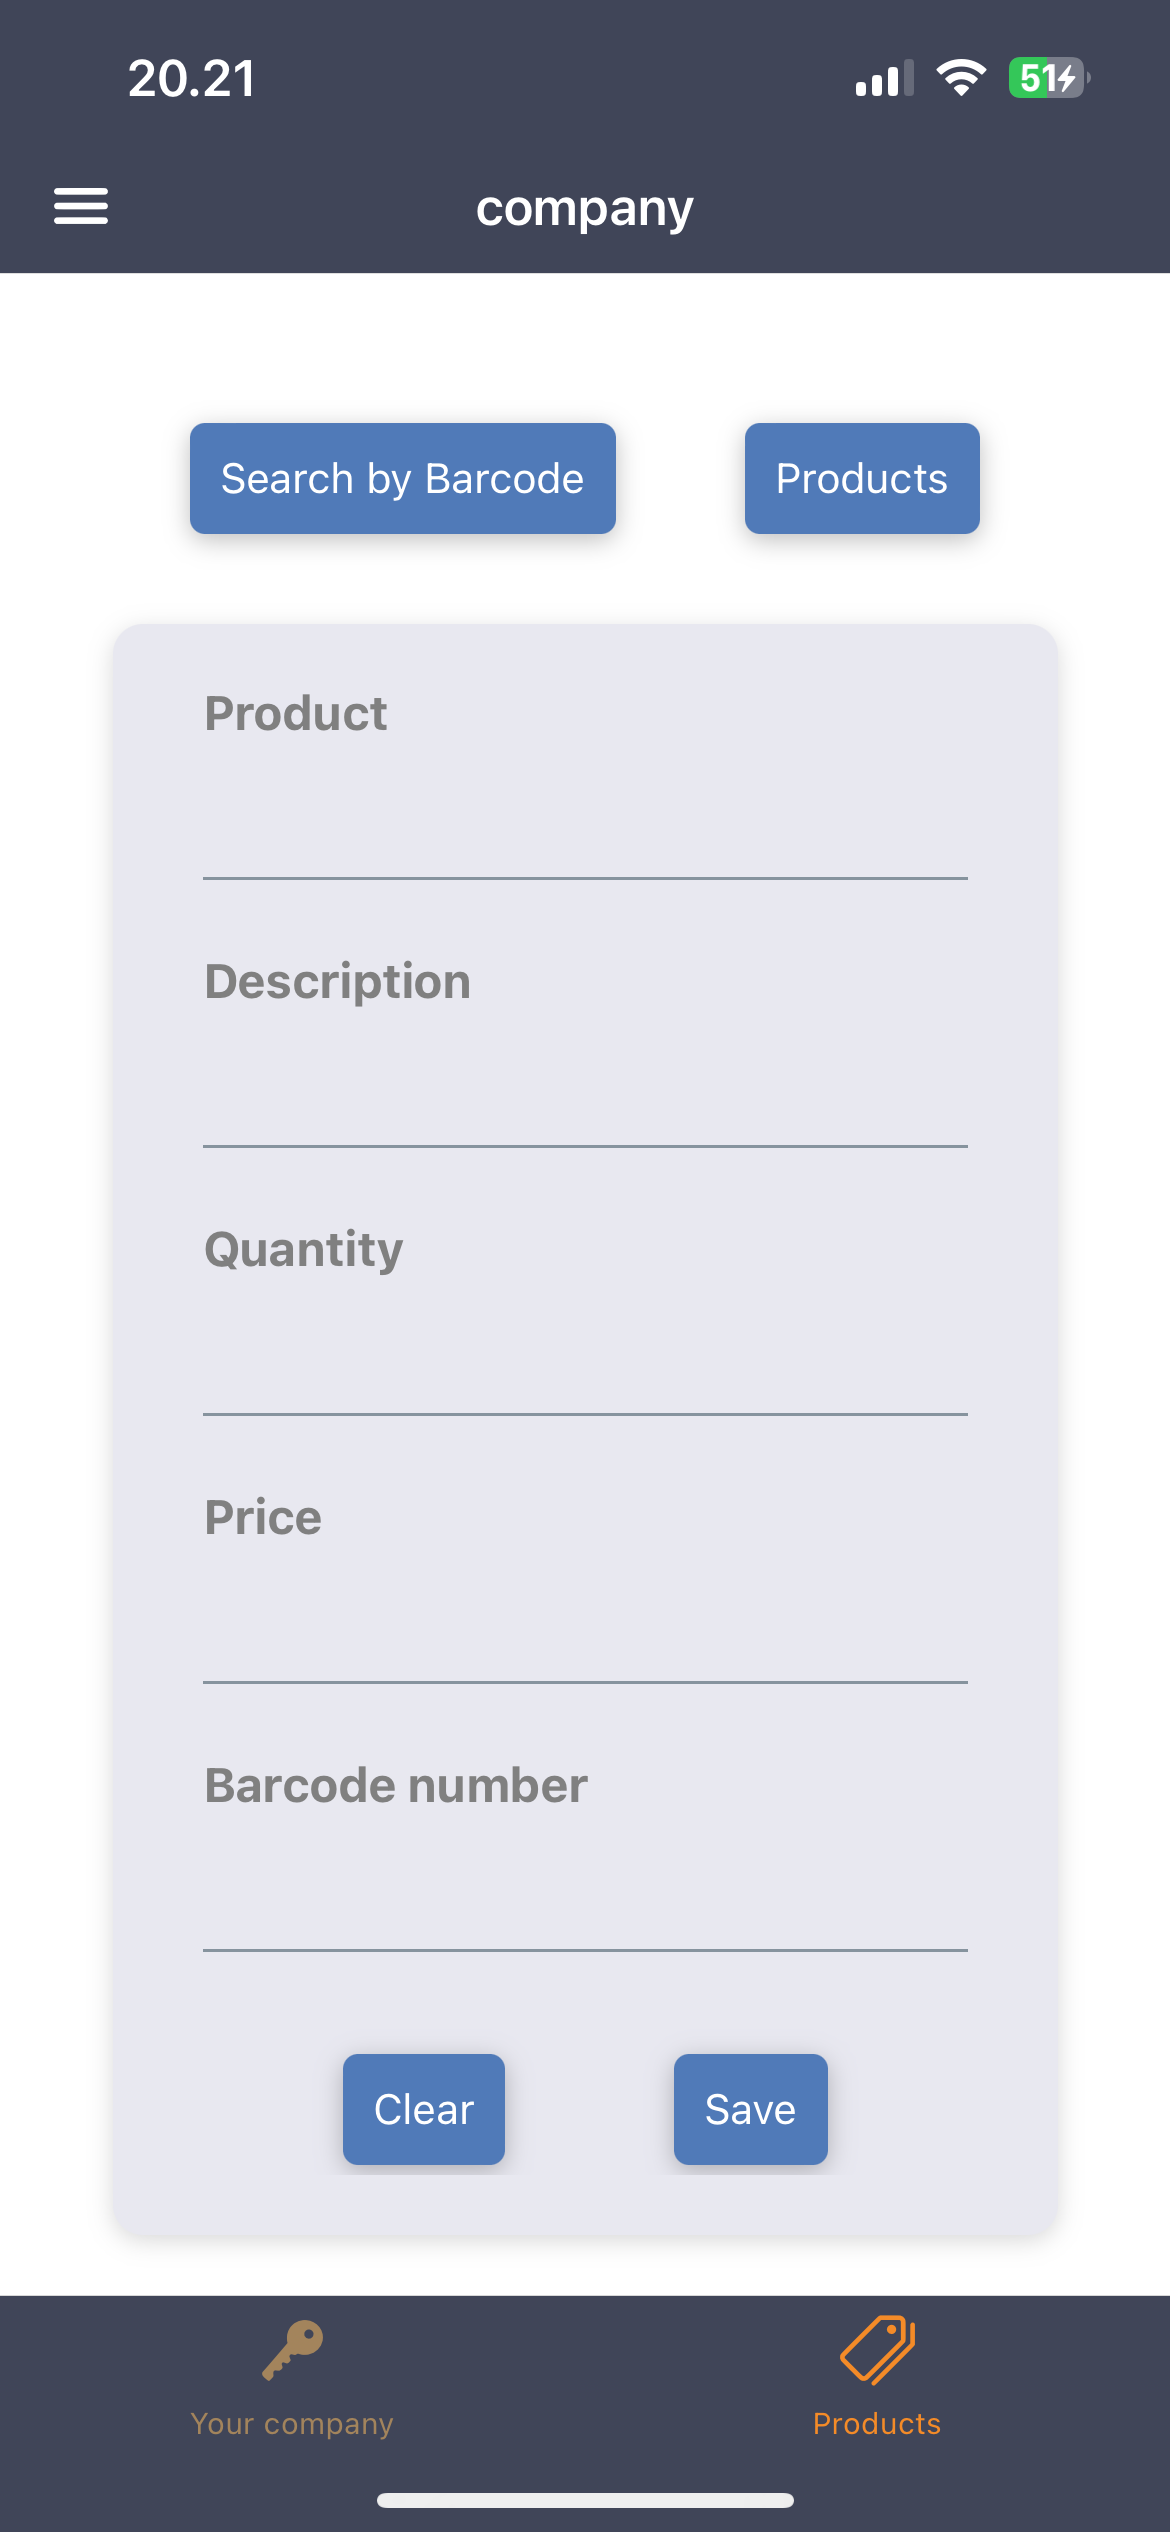 20.21
51
company
Search by Barcode
Products
Product
Description
Quantity
Price
Barcode number
Clear
Save
Your company
Products